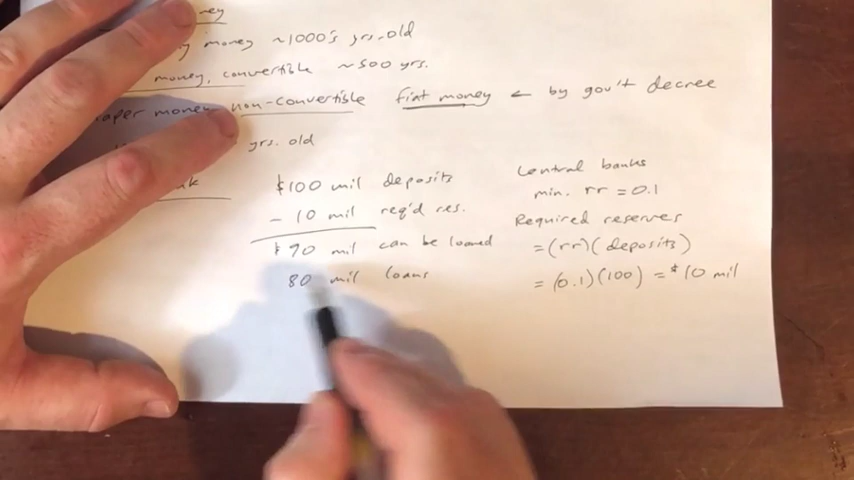 money ~1000's yrs. old
money, convertible ~500 yrs.
paper money non-convertible fiat money ← by gov't decree
yrs. old
$100 mil deposits
- 10 mil req'd res.
$90 mil can be loaned
80 mil loans
Central banks
min. rr = 0.1
Required reserves
= (rr)(deposits)
= (0.1)(100) = $10 mil